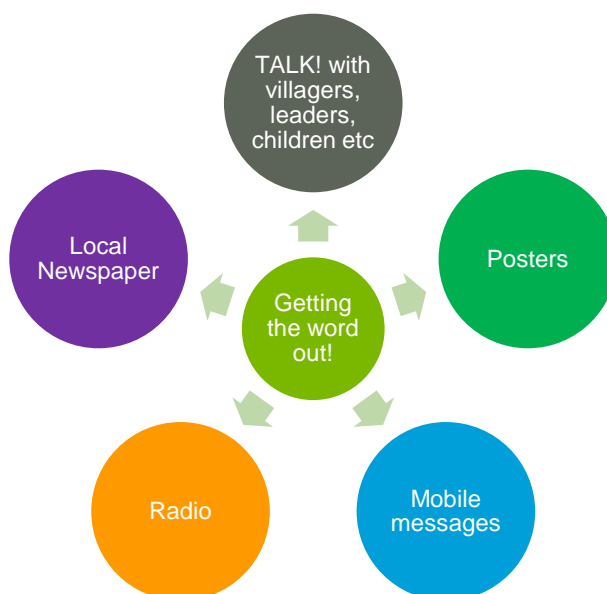 TALK! with
villagers,
leaders,
children etc
Local
Newspaper
Posters
Getting
the word
out!
Radio
Mobile
messages